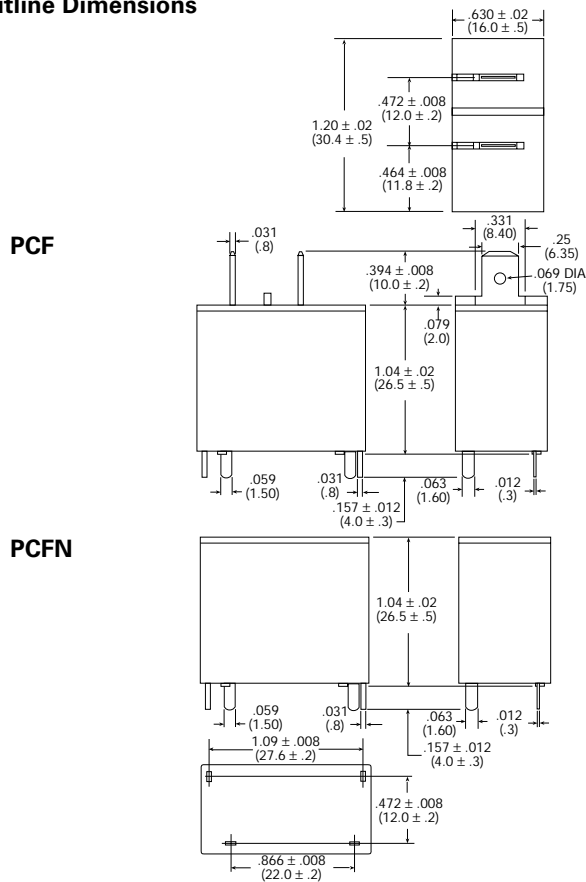 Dimensions
.630 ± .02
(16.0 ± .5)
.472 ± .008
(12.0 ± .2)
1.20 ± .02
(30.4 ± .5)
.464 ± .008
(11.8 ± .2)
PCF
.031
(.8)
.331
(8.40)
.25
(6.35)
.394 ± .008
(10.0 ± .2)
.069 DIA
(1.75)
.079
(2.0)
1.04 ± .02
(26.5 ± .5)
.059
(1.50)
.031
(.8)
.063
(1.60)
.012
(.3)
.157 ± .012
(4.0 ± .3)
PCFN
1.04 ± .02
(26.5 ± .5)
.059
(1.50)
.031
(.8)
.063
(1.60)
.012
(.3)
.157 ± .012
(4.0 ± .3)
1.09 ± .008
(27.6 ± .2)
.472 ± .008
(12.0 ± .2)
.866 ± .008
(22.0 ± .2)